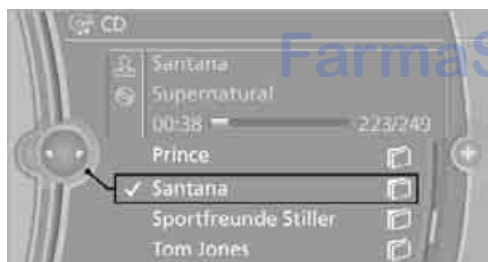 CD
FarmaS
Santana
Supernatural
00:38 223/249
Prince
Santana
Sportfreunde Stiller
Tom Jones